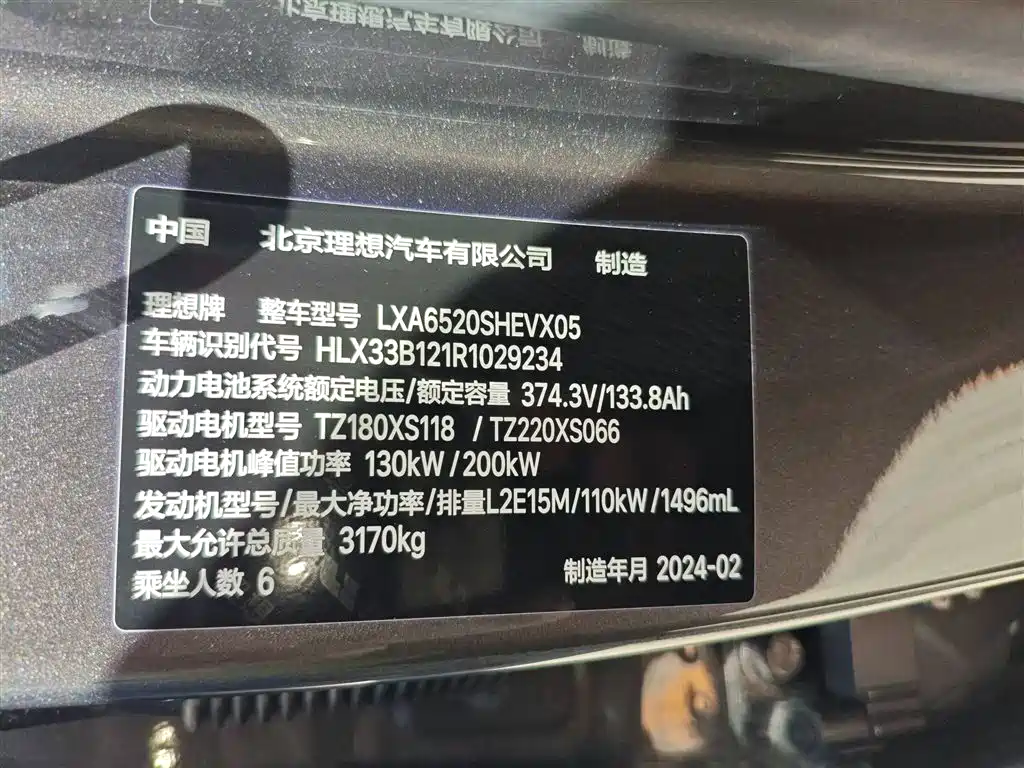 中国 北京理想汽车有限公司 制造
理想牌 整车型号 LXA6520SHEVX05
车辆识别代号 HLX33B121R1029234
动力电池系统额定电压/额定容量 374.3V/133.8Ah
驱动电机型号 TZ180XS118 / TZ220XS066
驱动电机峰值功率 130kW / 200kW
发动机型号/最大净功率/排量L2E15M/110kW/1496mL
最大允许总质量 3170kg
乘坐人数 6 制造年月 2024-02